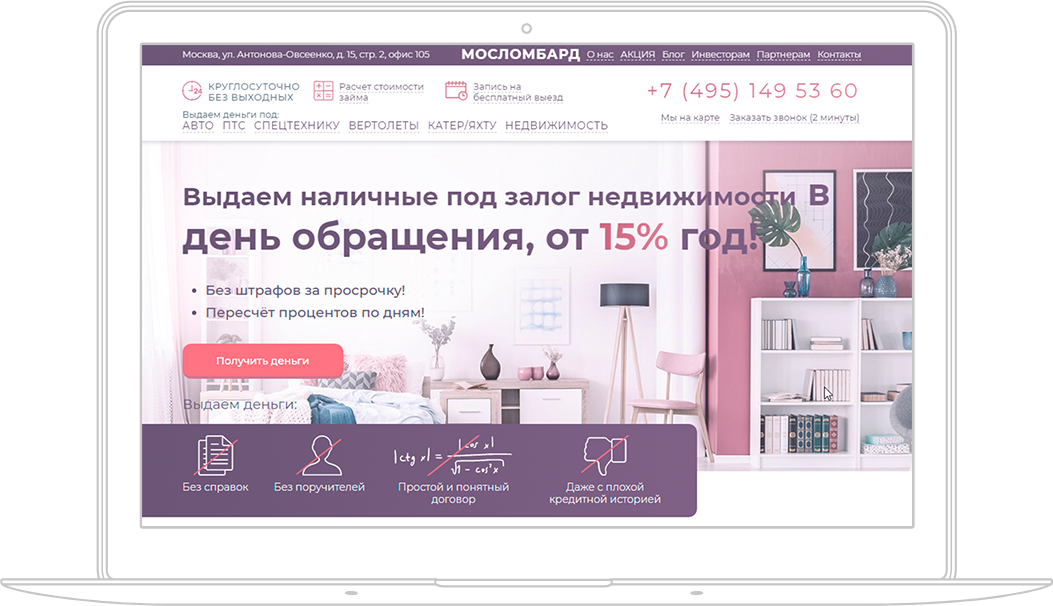 Москва, ул. Антонова-Овсеенко, д. 15, стр. 2, офис 105 МОСЛОМБАРД О нас АКЦИЯ Блог Инвесторам Партнерам Контакты
24 КРУГЛОСУТОЧНО
БЕЗ ВЫХОДНЫХ
Расчет стоимости
займа
Запись на
бесплатный выезд
+7 (495) 149 53 60
Мы на карте Заказать звонок (2 минуты)
Выдаем деньги под:
АВТО ПТС СПЕЦТЕХНИКУ ВЕРТОЛЕТЫ КАТЕР/ЯХТУ НЕДВИЖИМОСТЬ
Выдаем наличные под залог недвижимости В
день обращения, от 15% год!
• Без штрафов за просрочку!
• Пересчёт процентов по дням!
Получить деньги
Выдаем деньги:
|ctg x| = |cos x| / √1 - cos²x
Без справок
Без поручителей
Простой и понятный
договор
Даже с плохой
кредитной историей